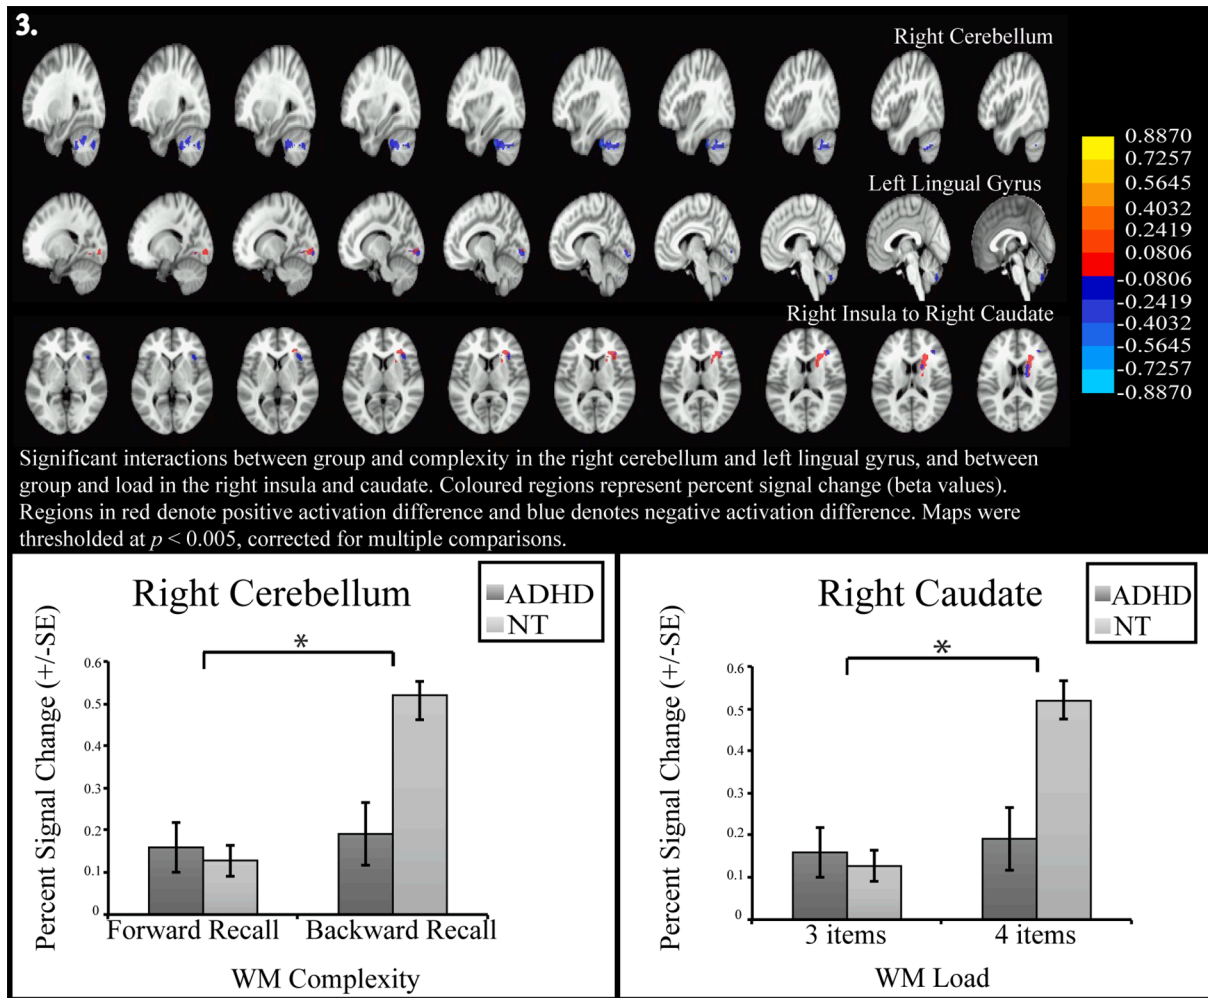 3.
Right Cerebellum
Left Lingual Gyrus
Right Insula to Right Caudate
0.8870
0.7257
0.5645
0.4032
0.2419
0.0806
-0.0806
-0.2419
-0.4032
-0.5645
-0.7257
-0.8870
Significant interactions between group and complexity in the right cerebellum and left lingual gyrus, and between
group and load in the right insula and caudate. Coloured regions represent percent signal change (beta values).
Regions in red denote positive activation difference and blue denotes negative activation difference. Maps were
thresholded at p < 0.005, corrected for multiple comparisons.
Right Cerebellum
ADHD
NT
*
Percent Signal Change (+/-SE)
0.6
0.5
0.4
0.3
0.2
0.1
0
Forward Recall
Backward Recall
WM Complexity
Right Caudate
ADHD
NT
*
Percent Signal Change (+/-SE)
0.6
0.5
0.4
0.3
0.2
0.1
0
3 items
4 items
WM Load